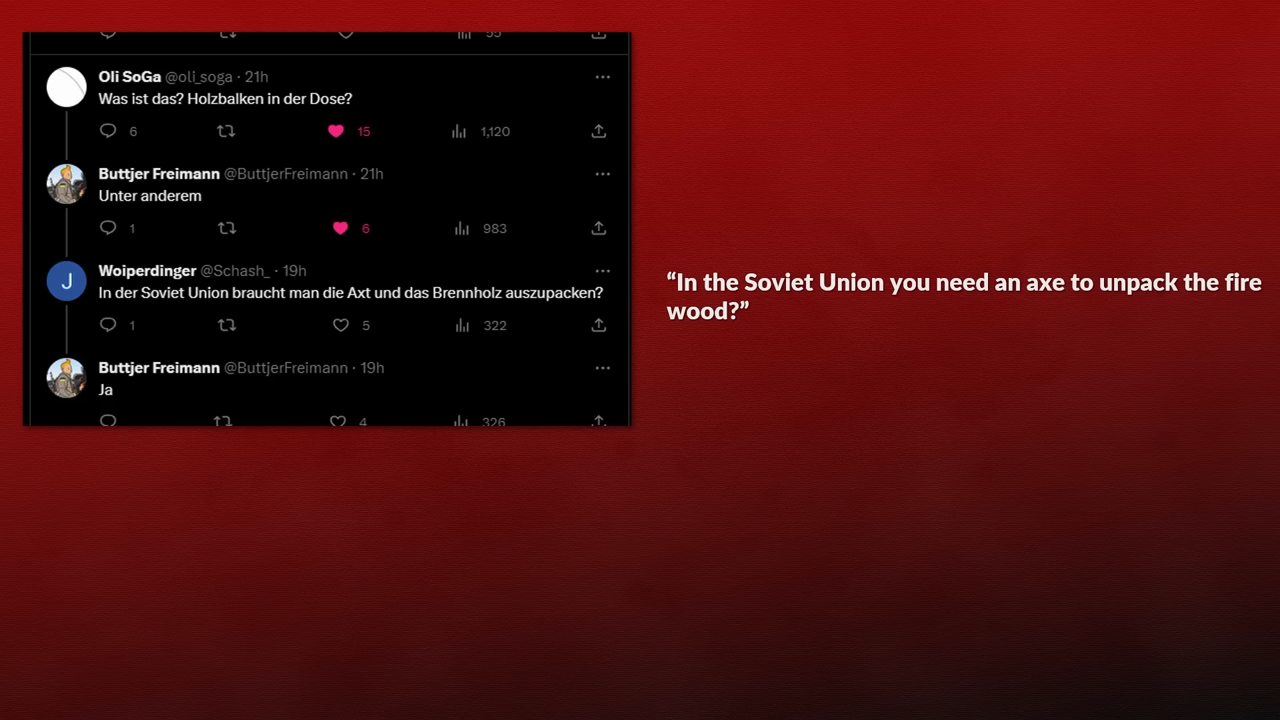 55
Oli SoGa @oli_soga · 21h
Was ist das? Holzbalken in der Dose?
6 15 1,120
Buttjer Freimann @ButtjerFreimann · 21h
Unter anderem
1 6 983
J
Woiperdinger @Schash_ · 19h
In der Soviet Union braucht man die Axt und das Brennholz auszupacken?
1 5 322
Buttjer Freimann @ButtjerFreimann · 19h
Ja
4 326
“In the Soviet Union you need an axe to unpack the fire
wood?”